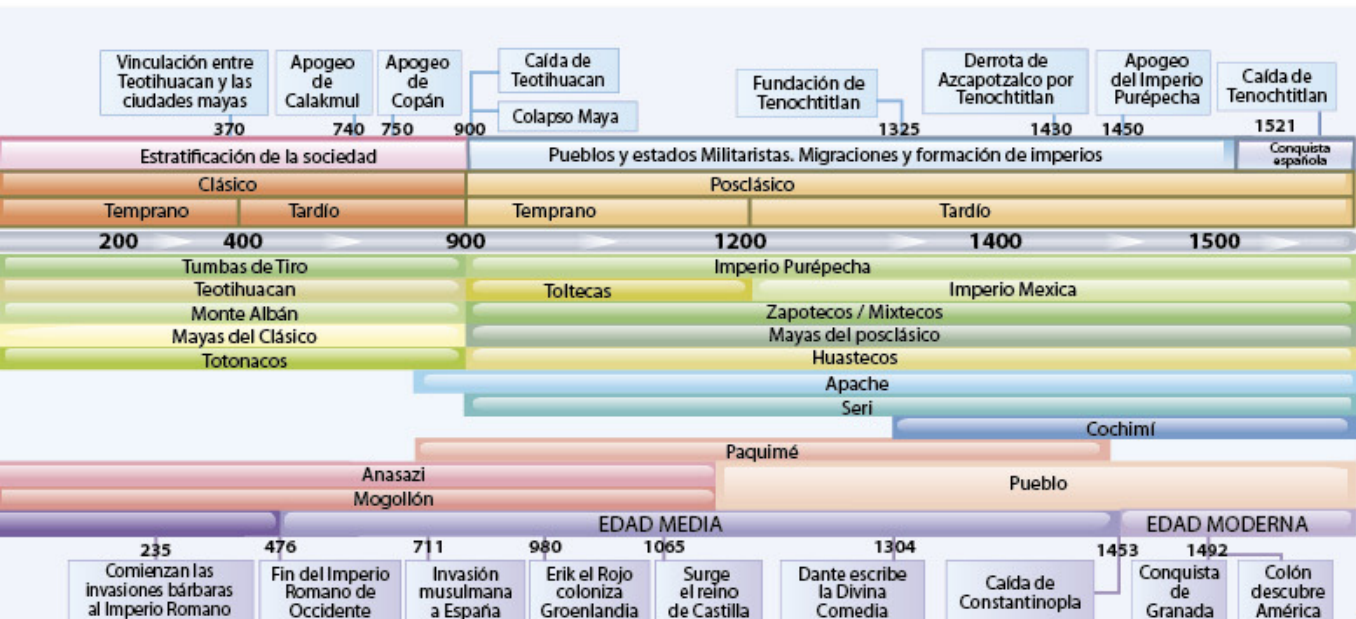 Vinculación entre
Teotihuacan y las
ciudades mayas
370
Apogeo
de
Calakmul
740
Apogeo
de
Copán
750
Caída de
Teotihuacan
Colapso Maya
900
Fundación de
Tenochtitlan
1325
Derrota de
Azcapotzalco por
Tenochtitlan
1430
Apogeo
del Imperio
Purépecha
1450
Caída de
Tenochtitlan
1521
Estratificación de la sociedad
Pueblos y estados Militaristas. Migraciones y formación de imperios
Conquista
española
Clásico
Posclásico
Temprano
Tardío
Temprano
Tardío
200 400 900 1200 1400 1500
Tumbas de Tiro
Imperio Purépecha
Teotihuacan
Toltecas
Imperio Mexica
Monte Albán
Zapotecos / Mixtecos
Mayas del Clásico
Mayas del posclásico
Totonacos
Huastecos
Apache
Seri
Cochimí
Paquimé
Anasazi
Pueblo
Mogollón
EDAD MEDIA
EDAD MODERNA
235
Comienzan las
invasiones bárbaras
al Imperio Romano
476
Fin del Imperio
Romano de
Occidente
711
Invasión
musulmana
a España
980
Erik el Rojo
coloniza
Groenlandia
1065
Surge
el reino
de Castilla
1304
Dante escribe
la Divina
Comedia
1453
Caída de
Constantinopla
1492
Conquista
de
Granada
Colón
descubre
América